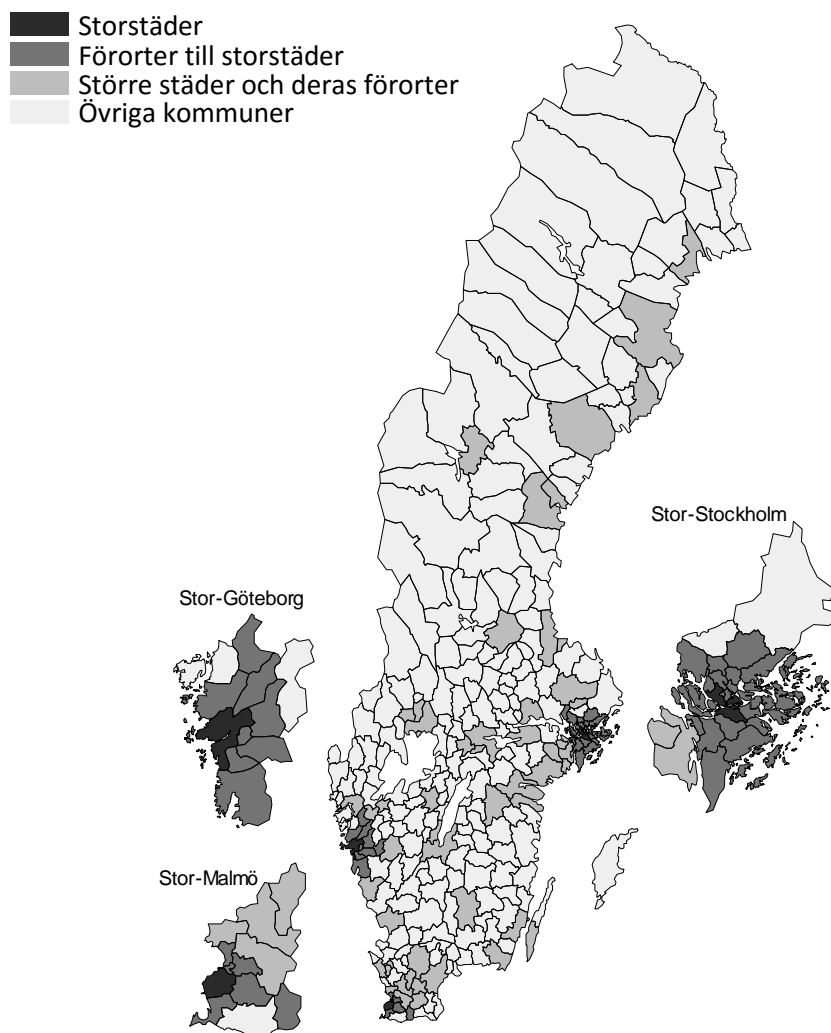 Storstäder
Förorter till storstäder
Större städer och deras förorter
Övriga kommuner
Stor-Stockholm
Stor-Göteborg
Stor-Malmö